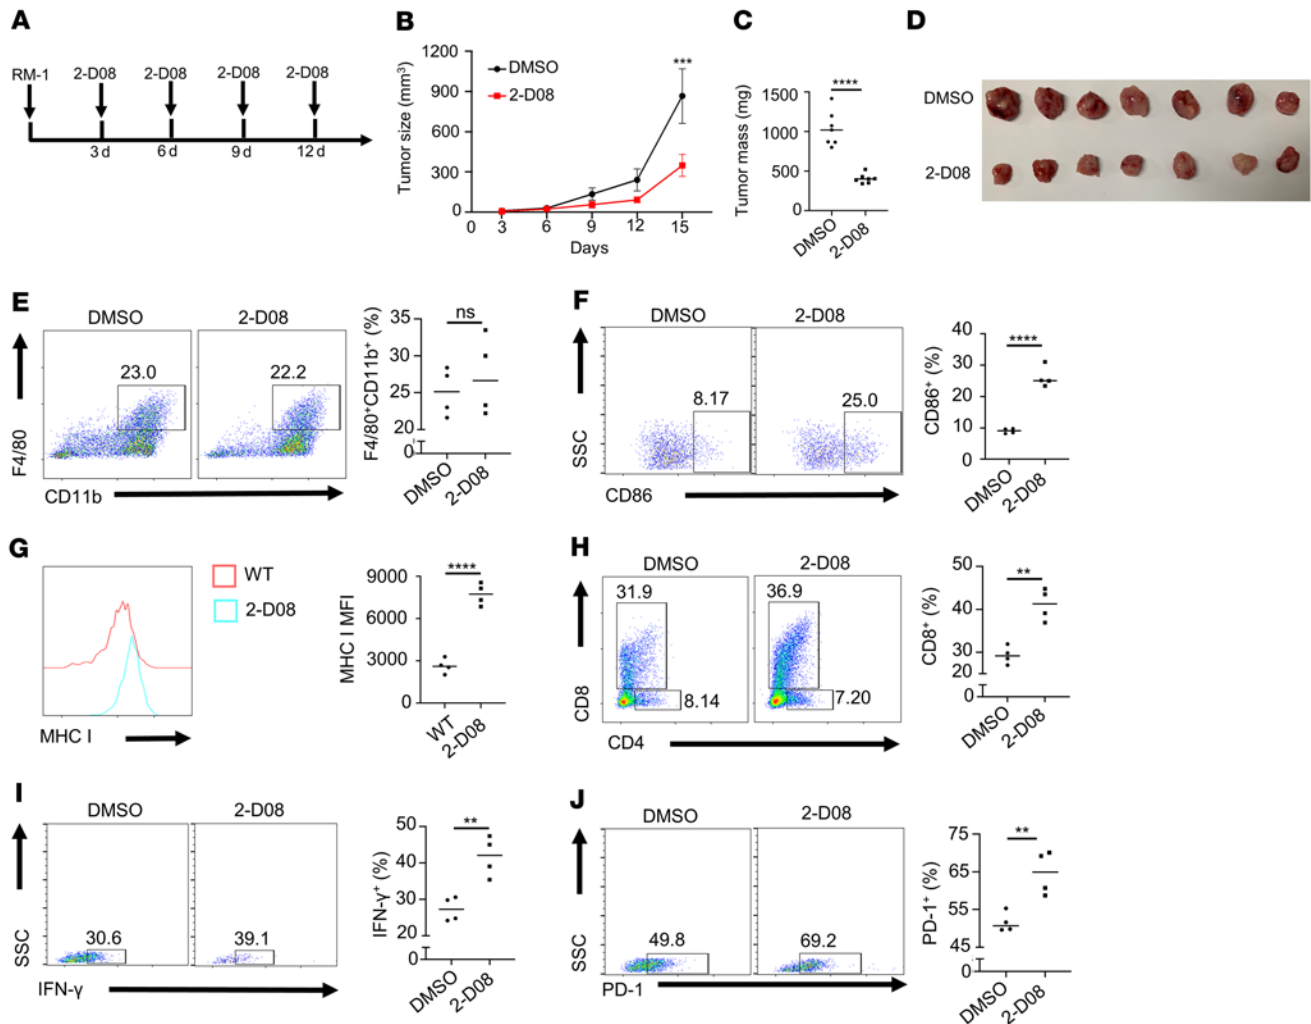 A
RM-1 2-D08 2-D08 2-D08 2-D08
3 d 6 d 9 d 12 d
B
Tumor size (mm³)
1200
900
600
300
0
DMSO
2-D08
***
0 3 6 9 12 15
Days
C
Tumor mass (mg)
1500
1000
500
0
****
DMSO 2-D08
D
DMSO
2-D08
E
DMSO 2-D08
23.0 22.2
F4/80
CD11b
F4/80⁺CD11b⁺ (%)
35
30
25
20
0
ns
DMSO 2-D08
F
DMSO 2-D08
8.17 25.0
SSC
CD86
CD86⁺ (%)
40
30
20
10
0
****
DMSO 2-D08
G
WT
2-D08
MHC I
MHC I MFI
9000
6000
3000
0
****
WT 2-D08
H
DMSO 2-D08
31.9 36.9
8.14 7.20
CD8
CD4
CD8⁺ (%)
50
40
30
20
0
**
DMSO 2-D08
I
DMSO 2-D08
30.6 39.1
SSC
IFN-γ
IFN-γ⁺ (%)
50
40
30
20
0
**
DMSO 2-D08
J
DMSO 2-D08
49.8 69.2
SSC
PD-1
PD-1⁺ (%)
75
65
55
45
0
**
DMSO 2-D08